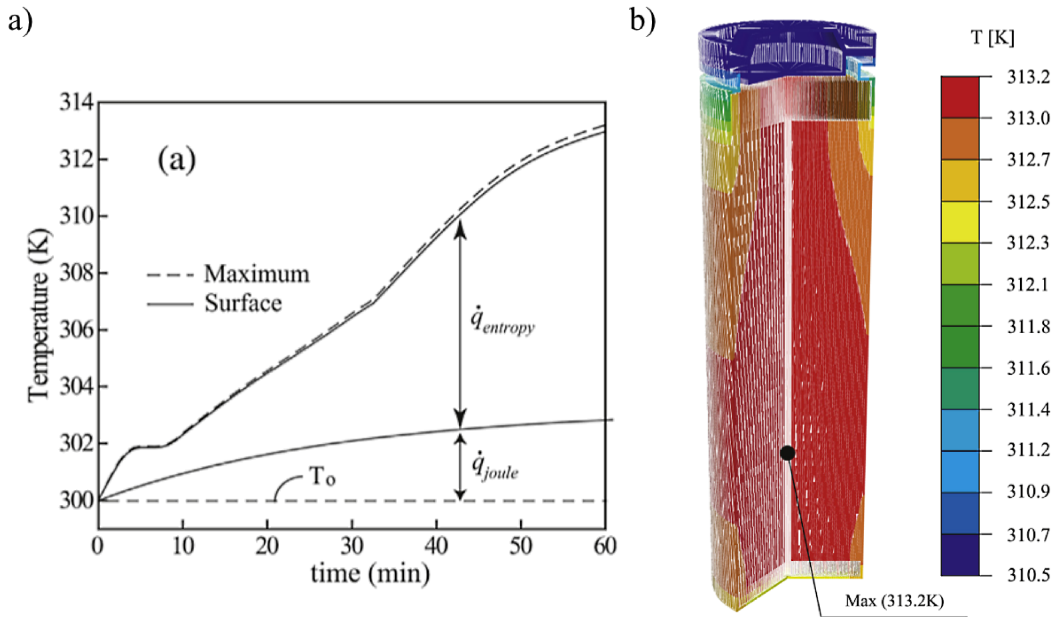 a)
314
312
310
308
306
304
302
300
0
10
20
30
40
50
60
Temperature (K)
time (min)
(a)
Maximum
Surface
q̇entropy
q̇joule
To
b)
T [K]
313.2
313.0
312.7
312.5
312.3
312.1
311.8
311.6
311.4
311.2
310.9
310.7
310.5
Max (313.2K)